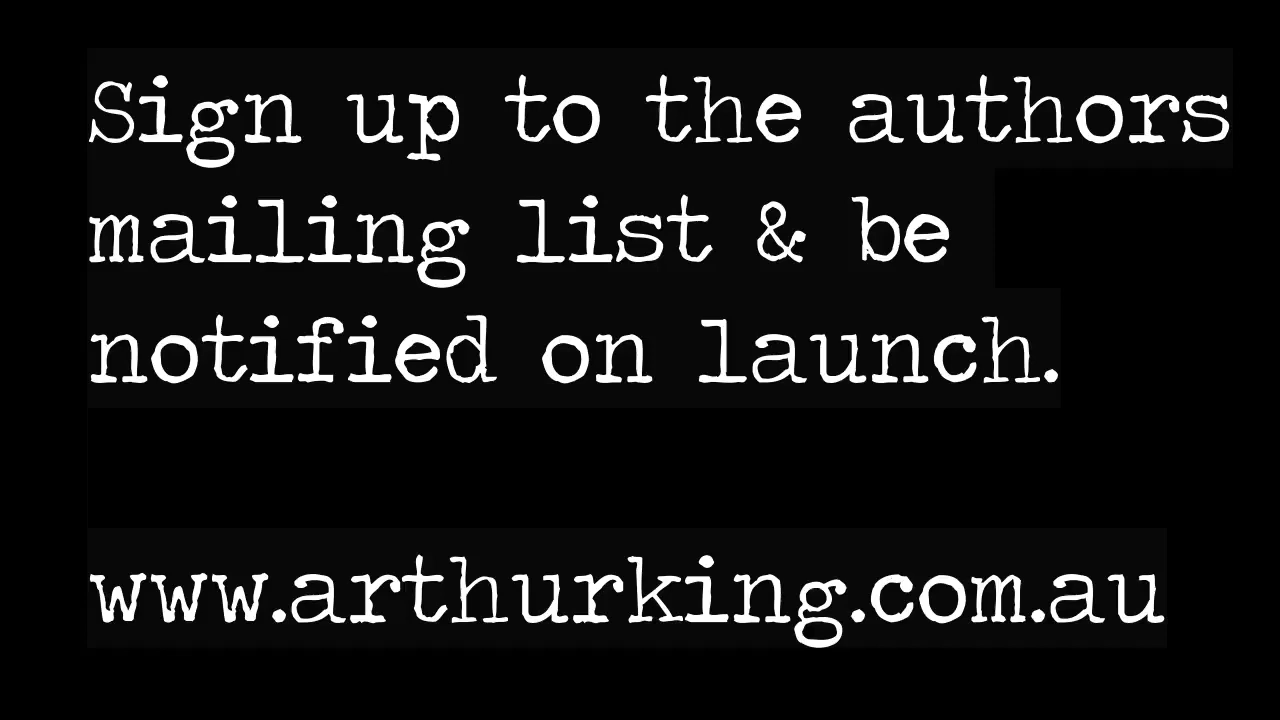 Sign up to the authors
mailing list & be
notified on launch.
www.arthurking.com.au